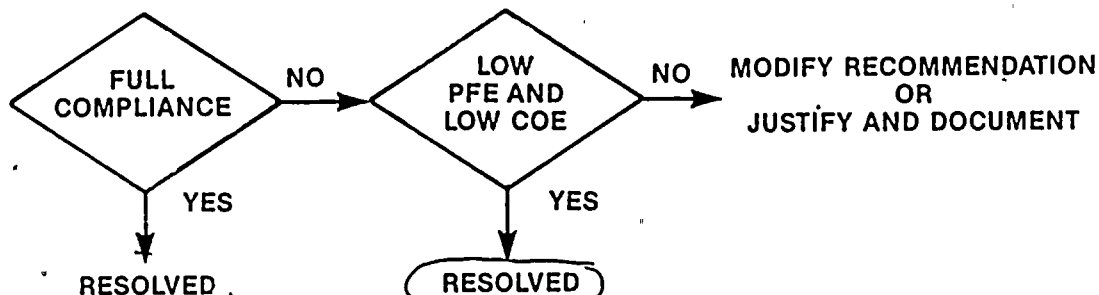 FULL
COMPLIANCE
NO
LOW
PFE AND
LOW COE
NO
MODIFY RECOMMENDATION
OR
JUSTIFY AND DOCUMENT
YES
YES
RESOLVED
RESOLVED